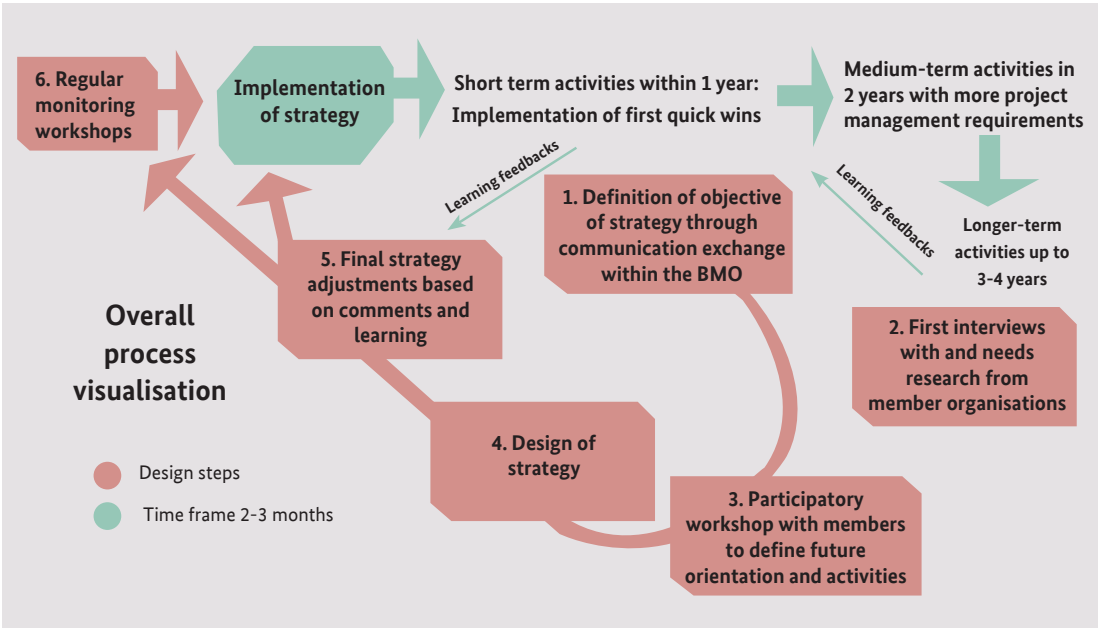 6. Regular
monitoring
workshops
Implementation
of strategy
Short term activities within 1 year:
Implementation of first quick wins
Medium-term activities in
2 years with more project
management requirements
Learning feedbacks
Learning feedbacks
Longer-term
activities up to
3-4 years
1. Definition of objective
of strategy through
communication exchange
within the BMO
2. First interviews
with and needs
research from
member organisations
3. Participatory
workshop with members
to define future
orientation and activities
4. Design of
strategy
5. Final strategy
adjustments based
on comments and
learning
Overall
process
visualisation
Design steps
Time frame 2-3 months